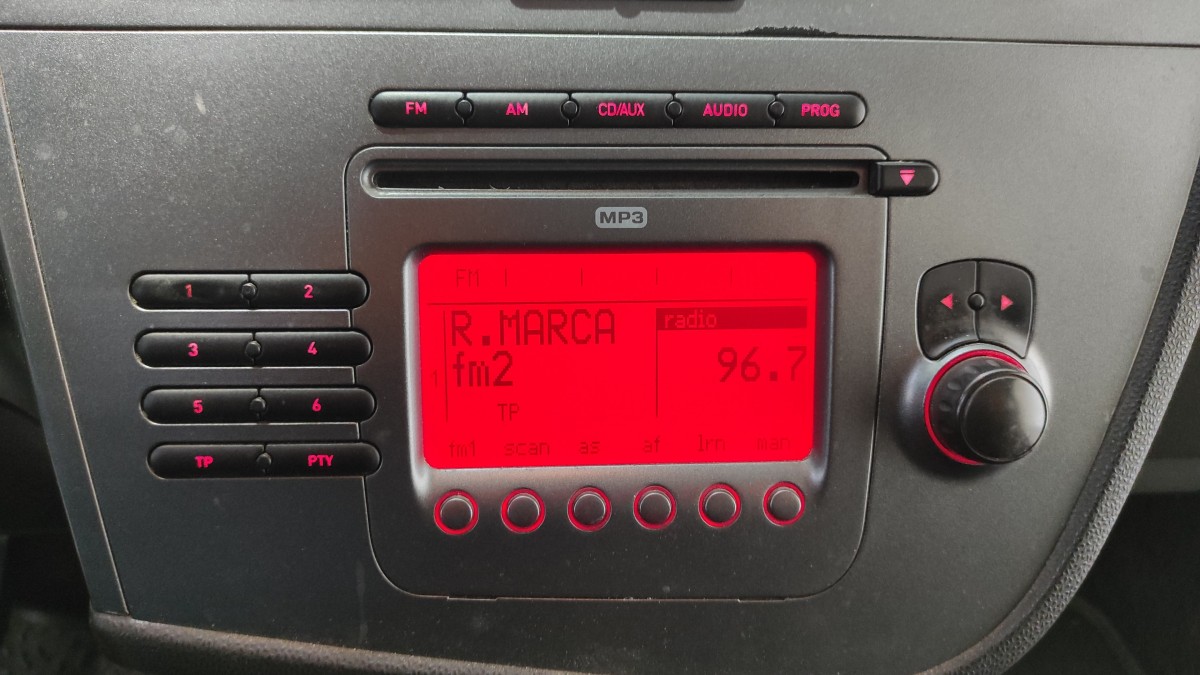 FM AM CD/AUX AUDIO PROG
MP3
1 2
3 4
5 6
TP PTY
FM
R.MARCA
radio
1 fm2
96.7
TP
fm1 scan as af lrn man